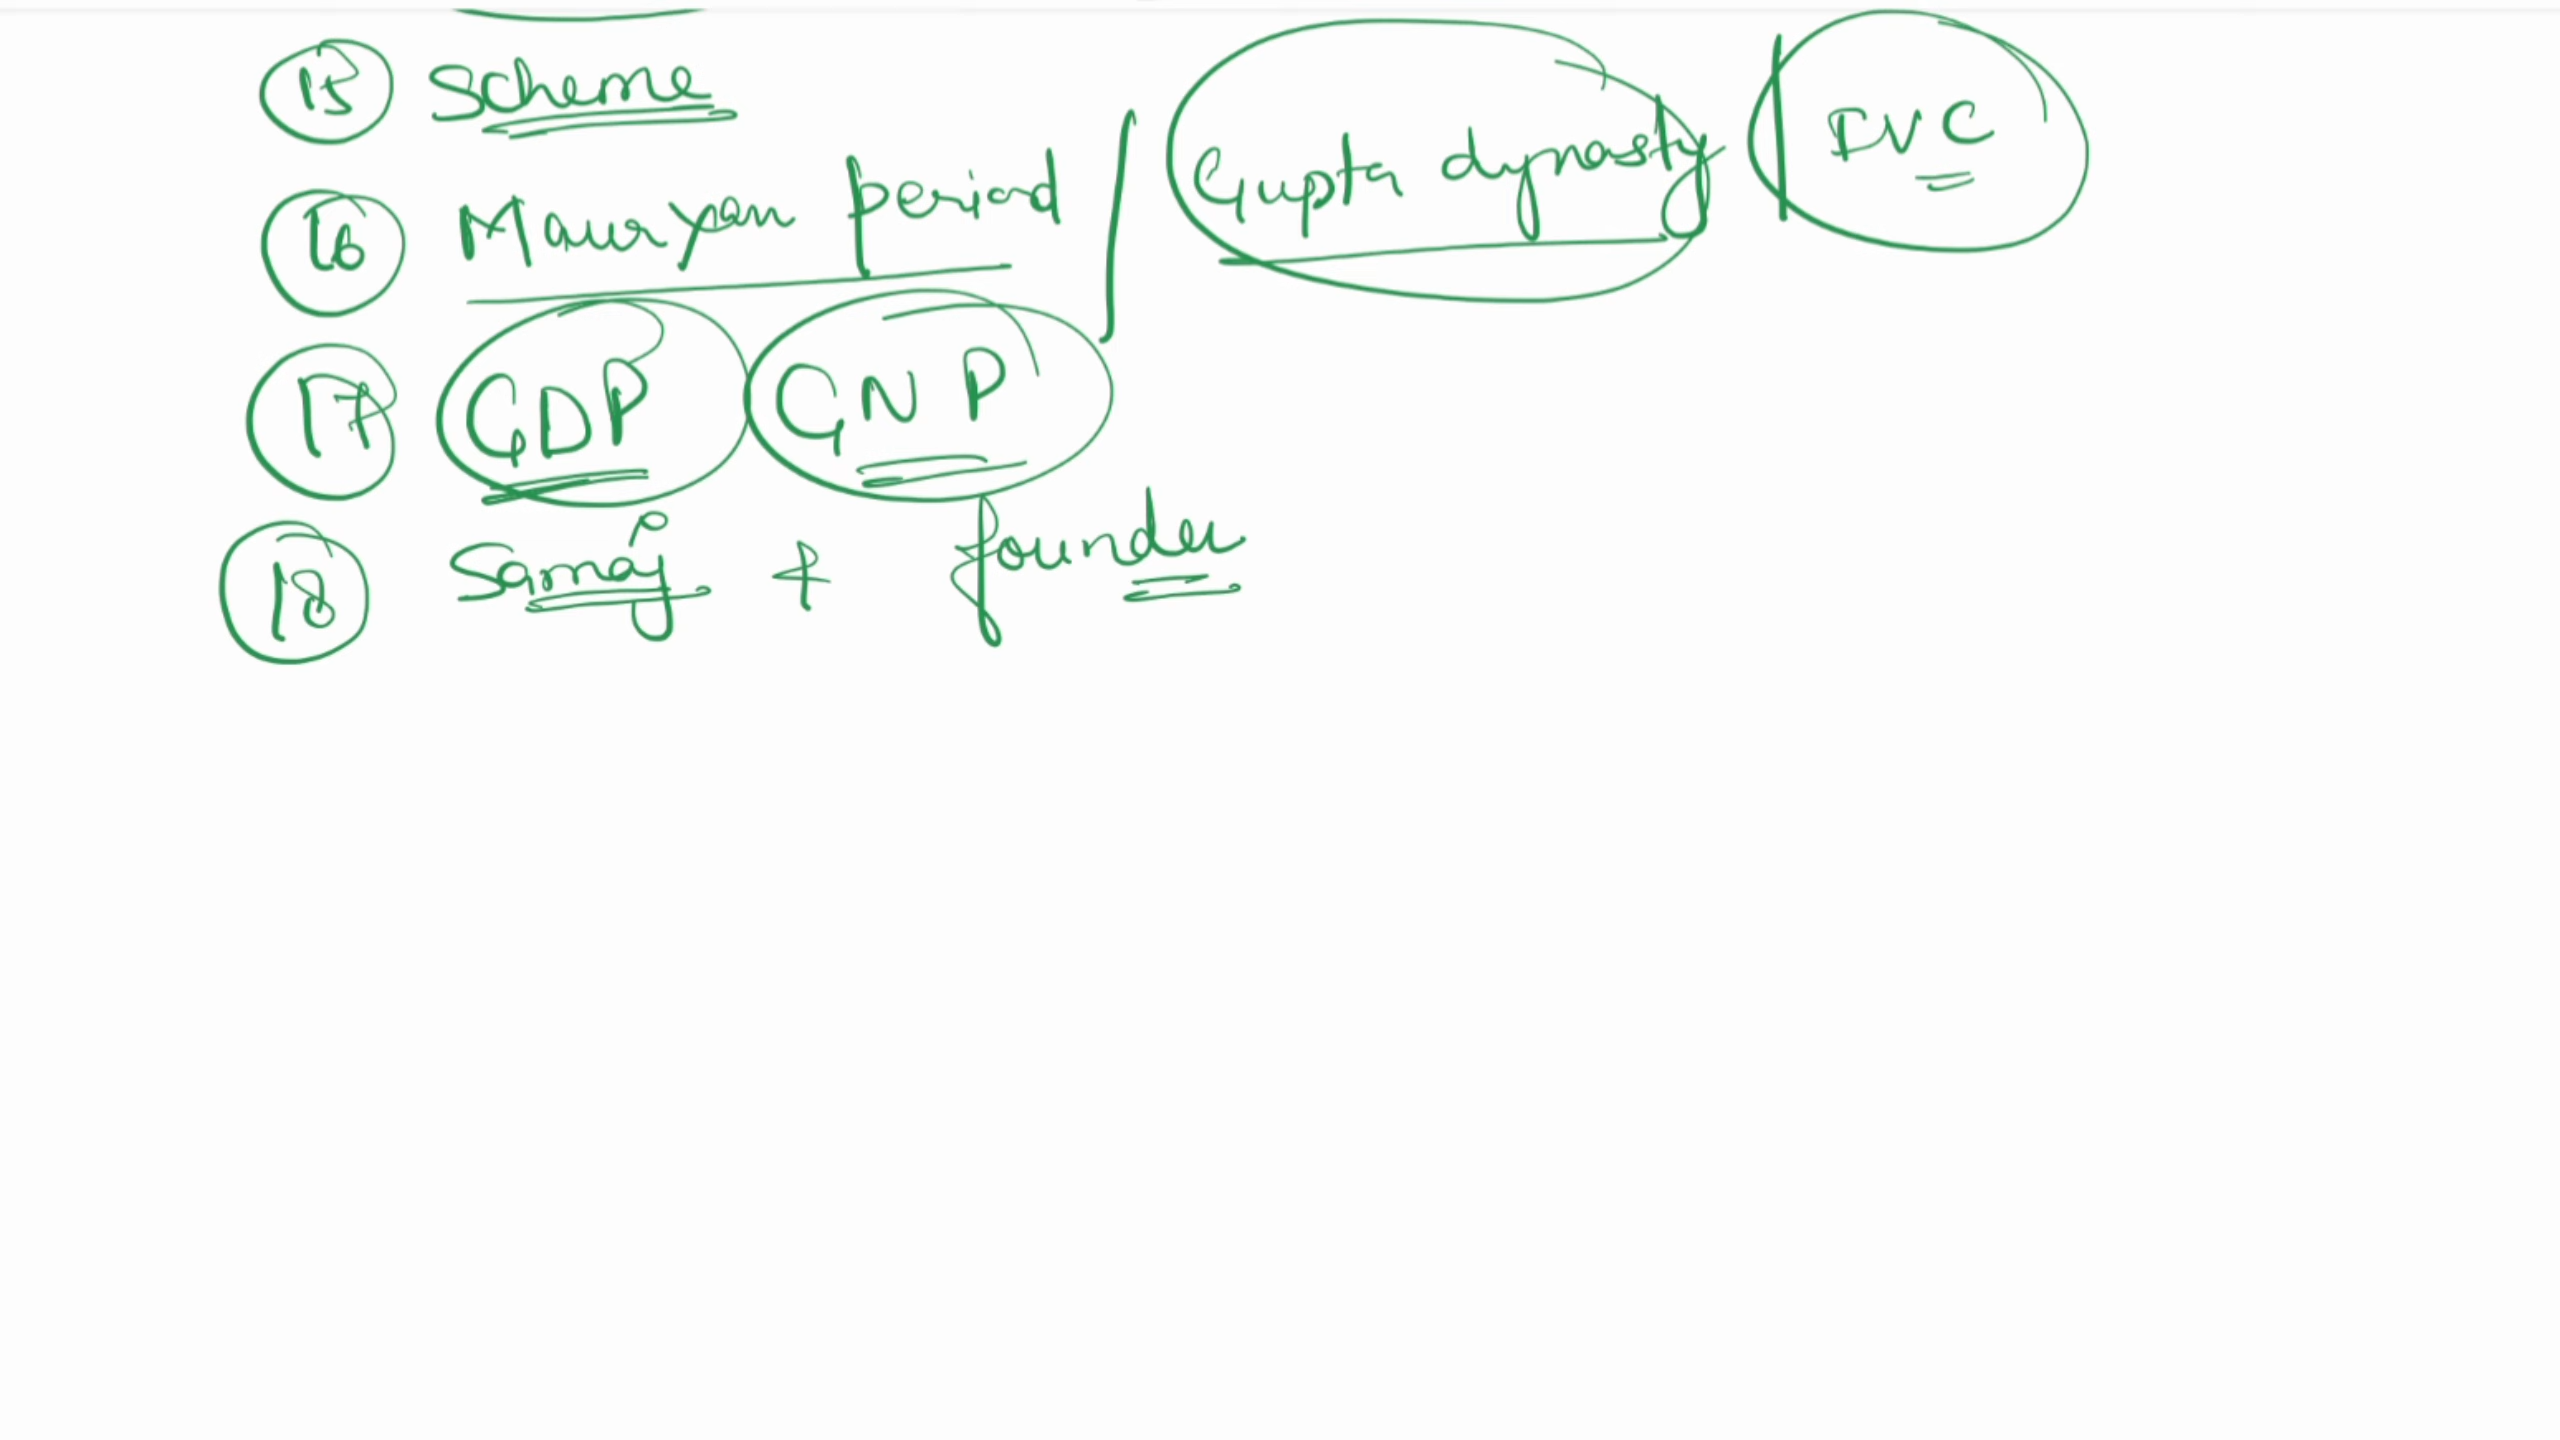 15 Scheme
16 Mauryan period / Gupta dynasty | IVC
17 GDP GNP
18 Samaj + founder